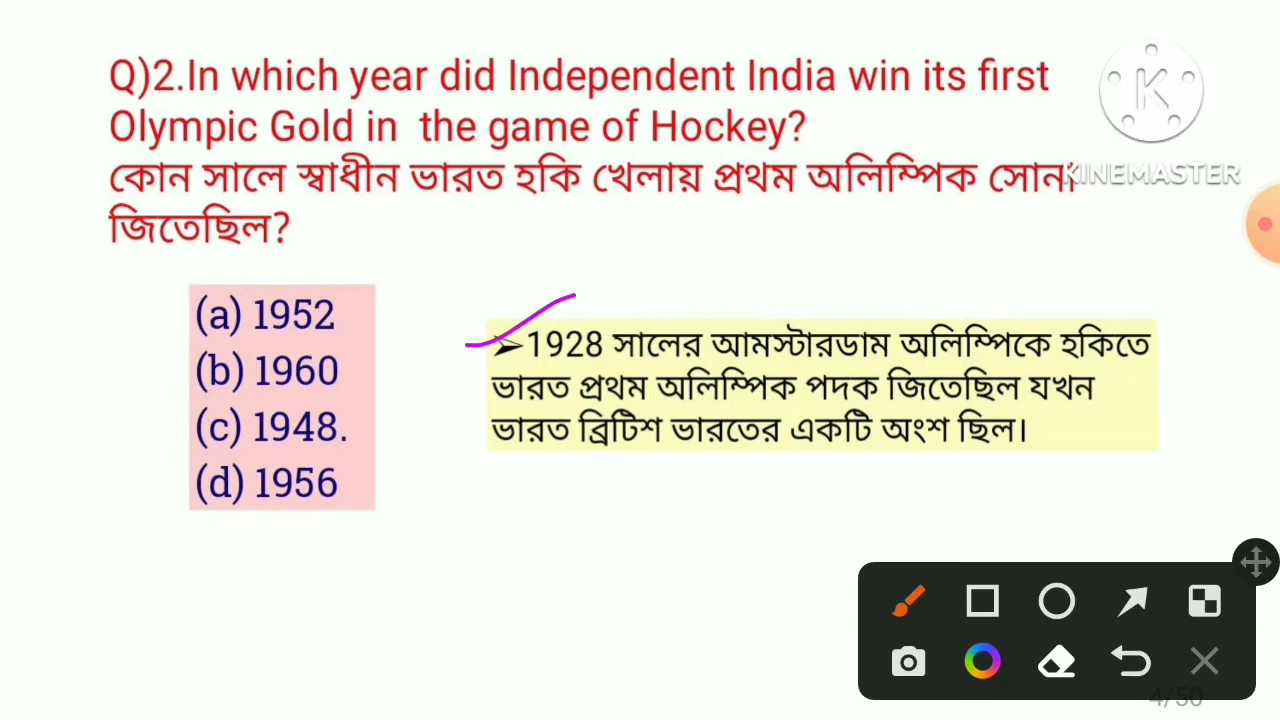 Q)2.In which year did Independent India win its first
Olympic Gold in the game of Hockey?
কোন সালে স্বাধীন ভারত হকি খেলায় প্রথম অলিম্পিক সোনা
জিতেছিল?
K
KINEMASTER
(a) 1952
(b) 1960
(c) 1948.
(d) 1956
➢1928 সালের আমস্টারডাম অলিম্পিকে হকিতে
ভারত প্রথম অলিম্পিক পদক জিতেছিল যখন
ভারত ব্রিটিশ ভারতের একটি অংশ ছিল।
4/50